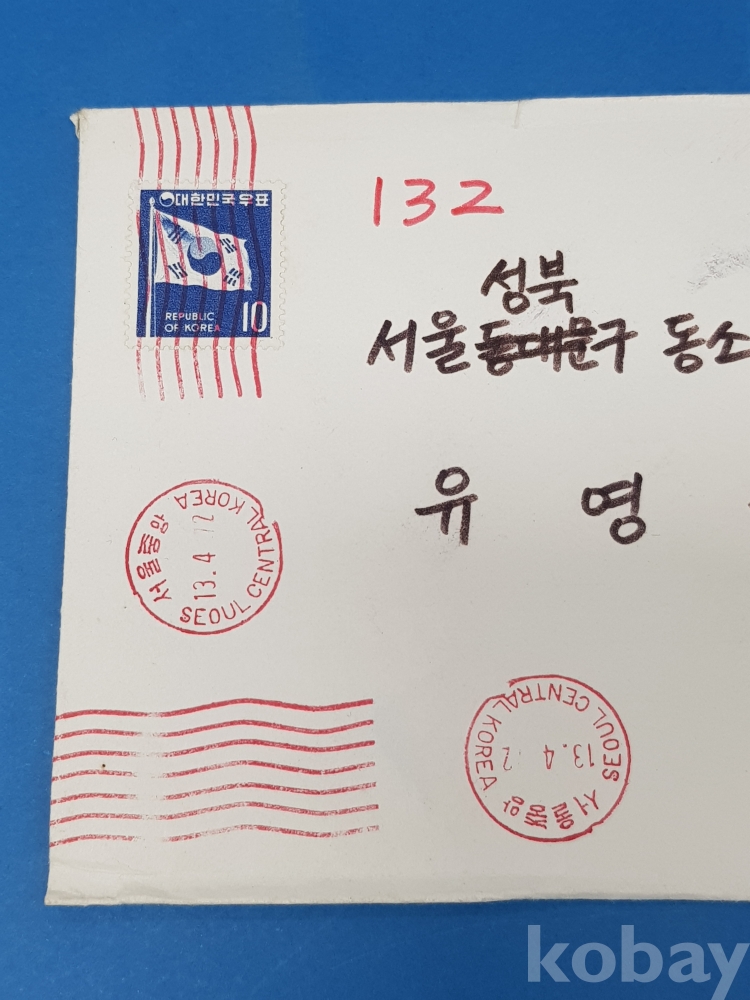 대한민국우표
REPUBLIC
OF KOREA
10
132
성북
서울동대문구 동소
유 영
서울중앙 SEOUL CENTRAL KOREA
13.4 72
서울중앙 SEOUL CENTRAL KOREA
13.4 2
kobay